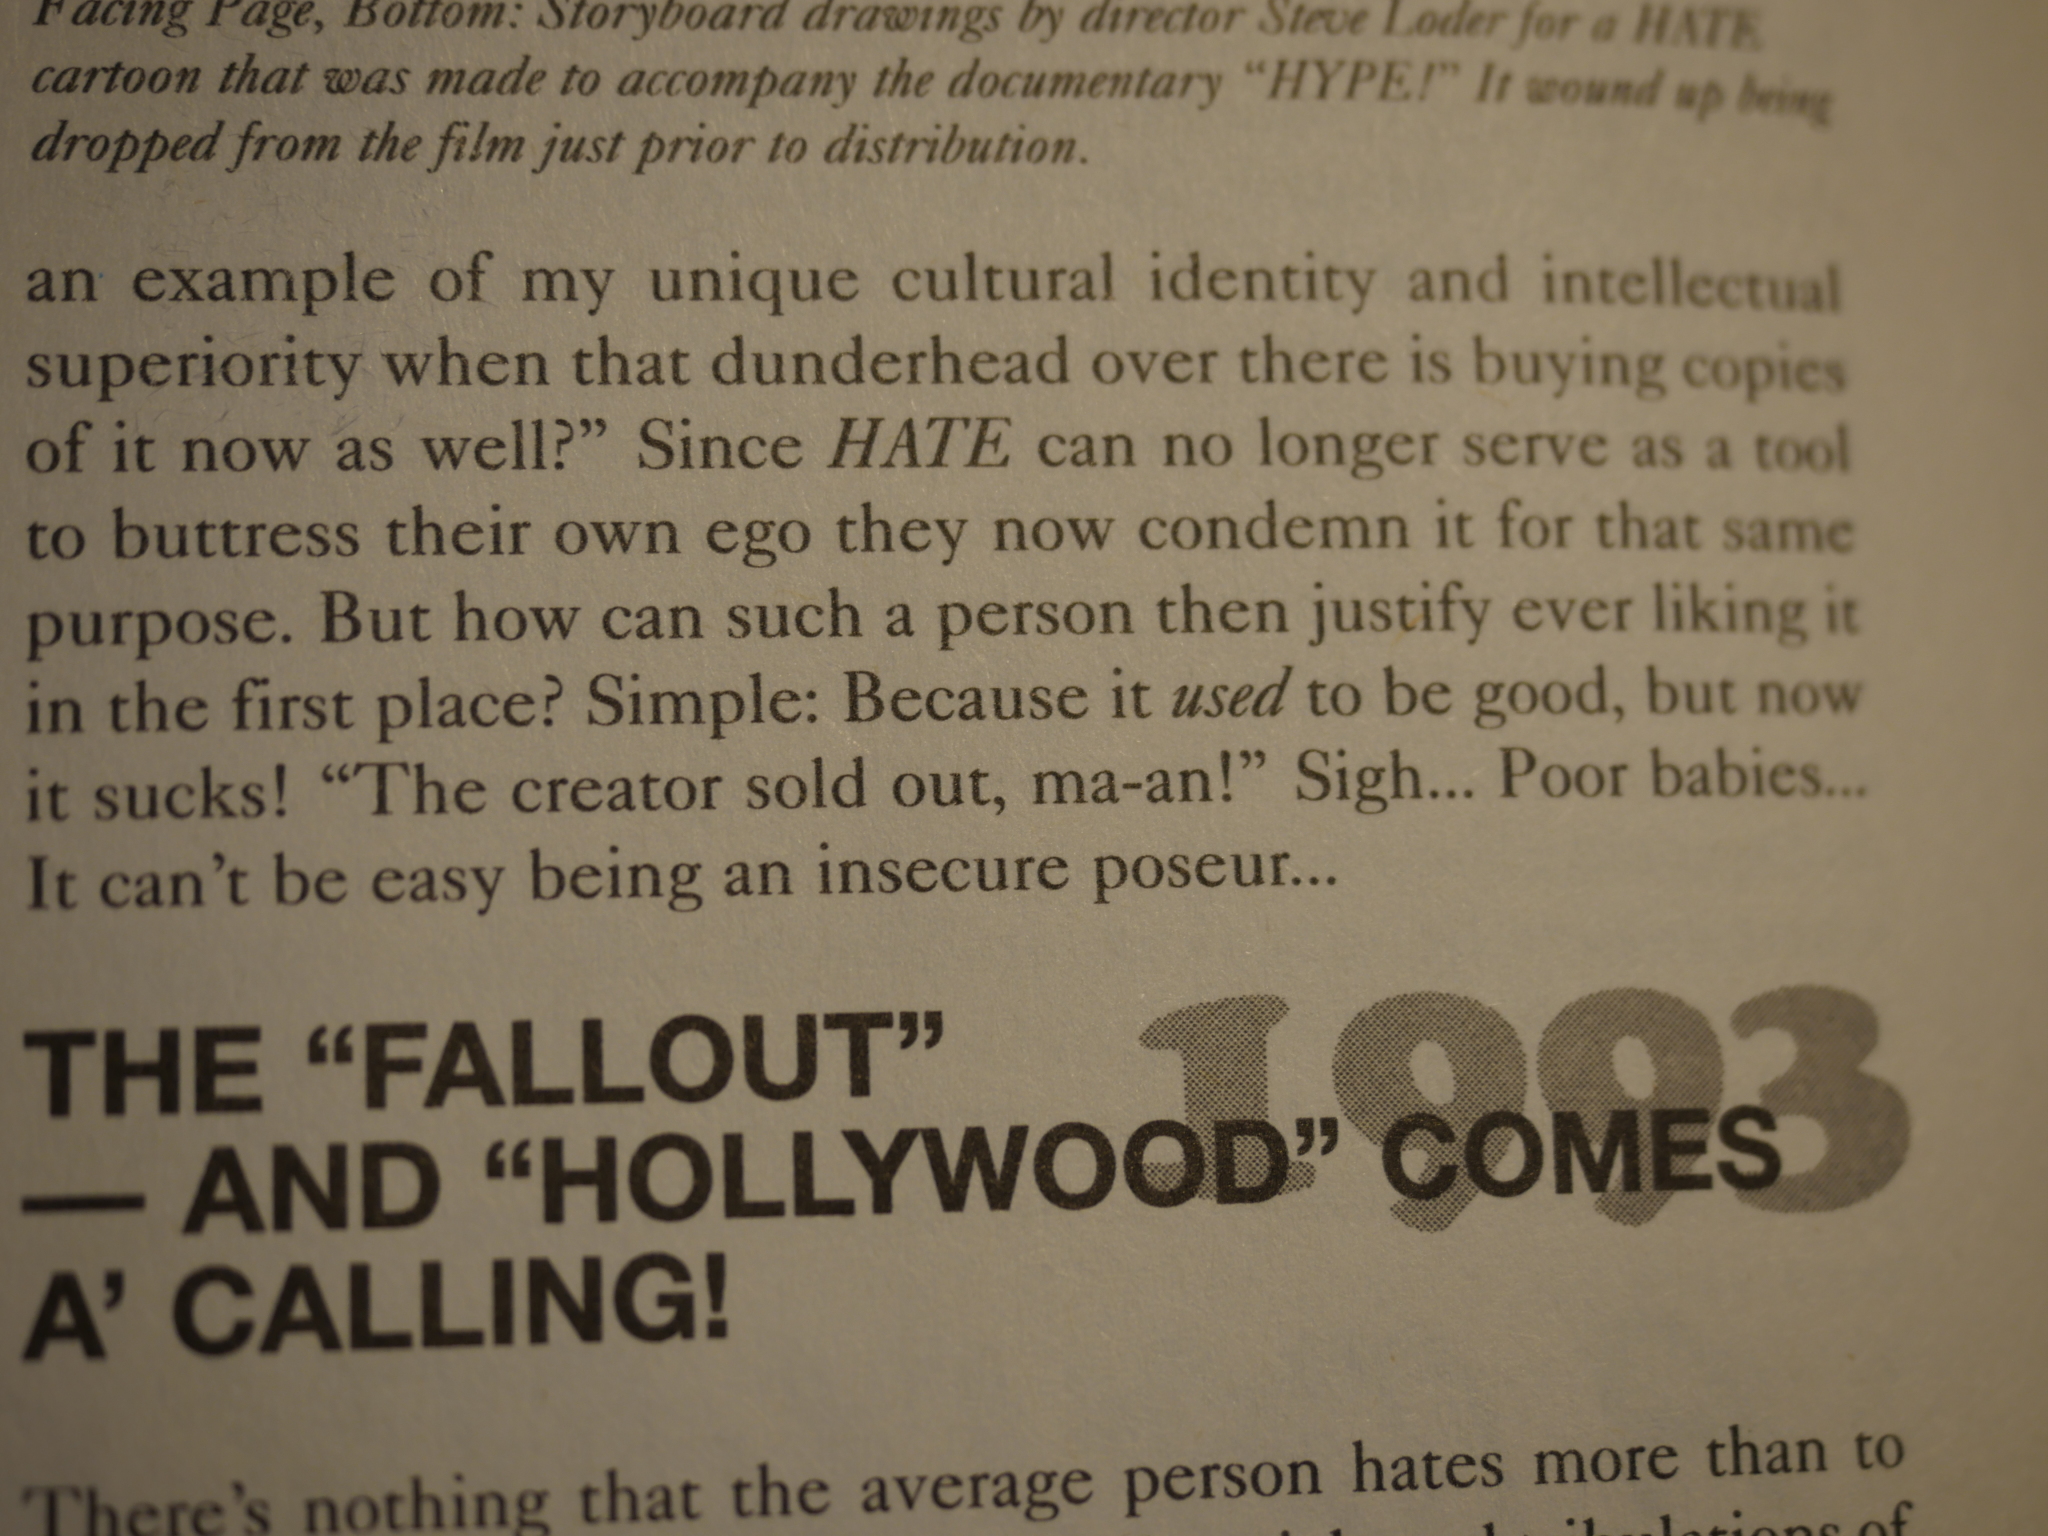 Facing Page, Bottom: Storyboard drawings by director Steve Loder for a HATE
cartoon that was made to accompany the documentary “HYPE!” It wound up being
dropped from the film just prior to distribution.
an example of my unique cultural identity and intellectual
superiority when that dunderhead over there is buying copies
of it now as well?” Since HATE can no longer serve as a tool
to buttress their own ego they now condemn it for that same
purpose. But how can such a person then justify ever liking it
in the first place? Simple: Because it used to be good, but now
it sucks! “The creator sold out, ma-an!” Sigh... Poor babies...
It can’t be easy being an insecure poseur...
1993
THE “FALLOUT”
— AND “HOLLYWOOD” COMES
A’ CALLING!
There’s nothing that the average person hates more than to
of